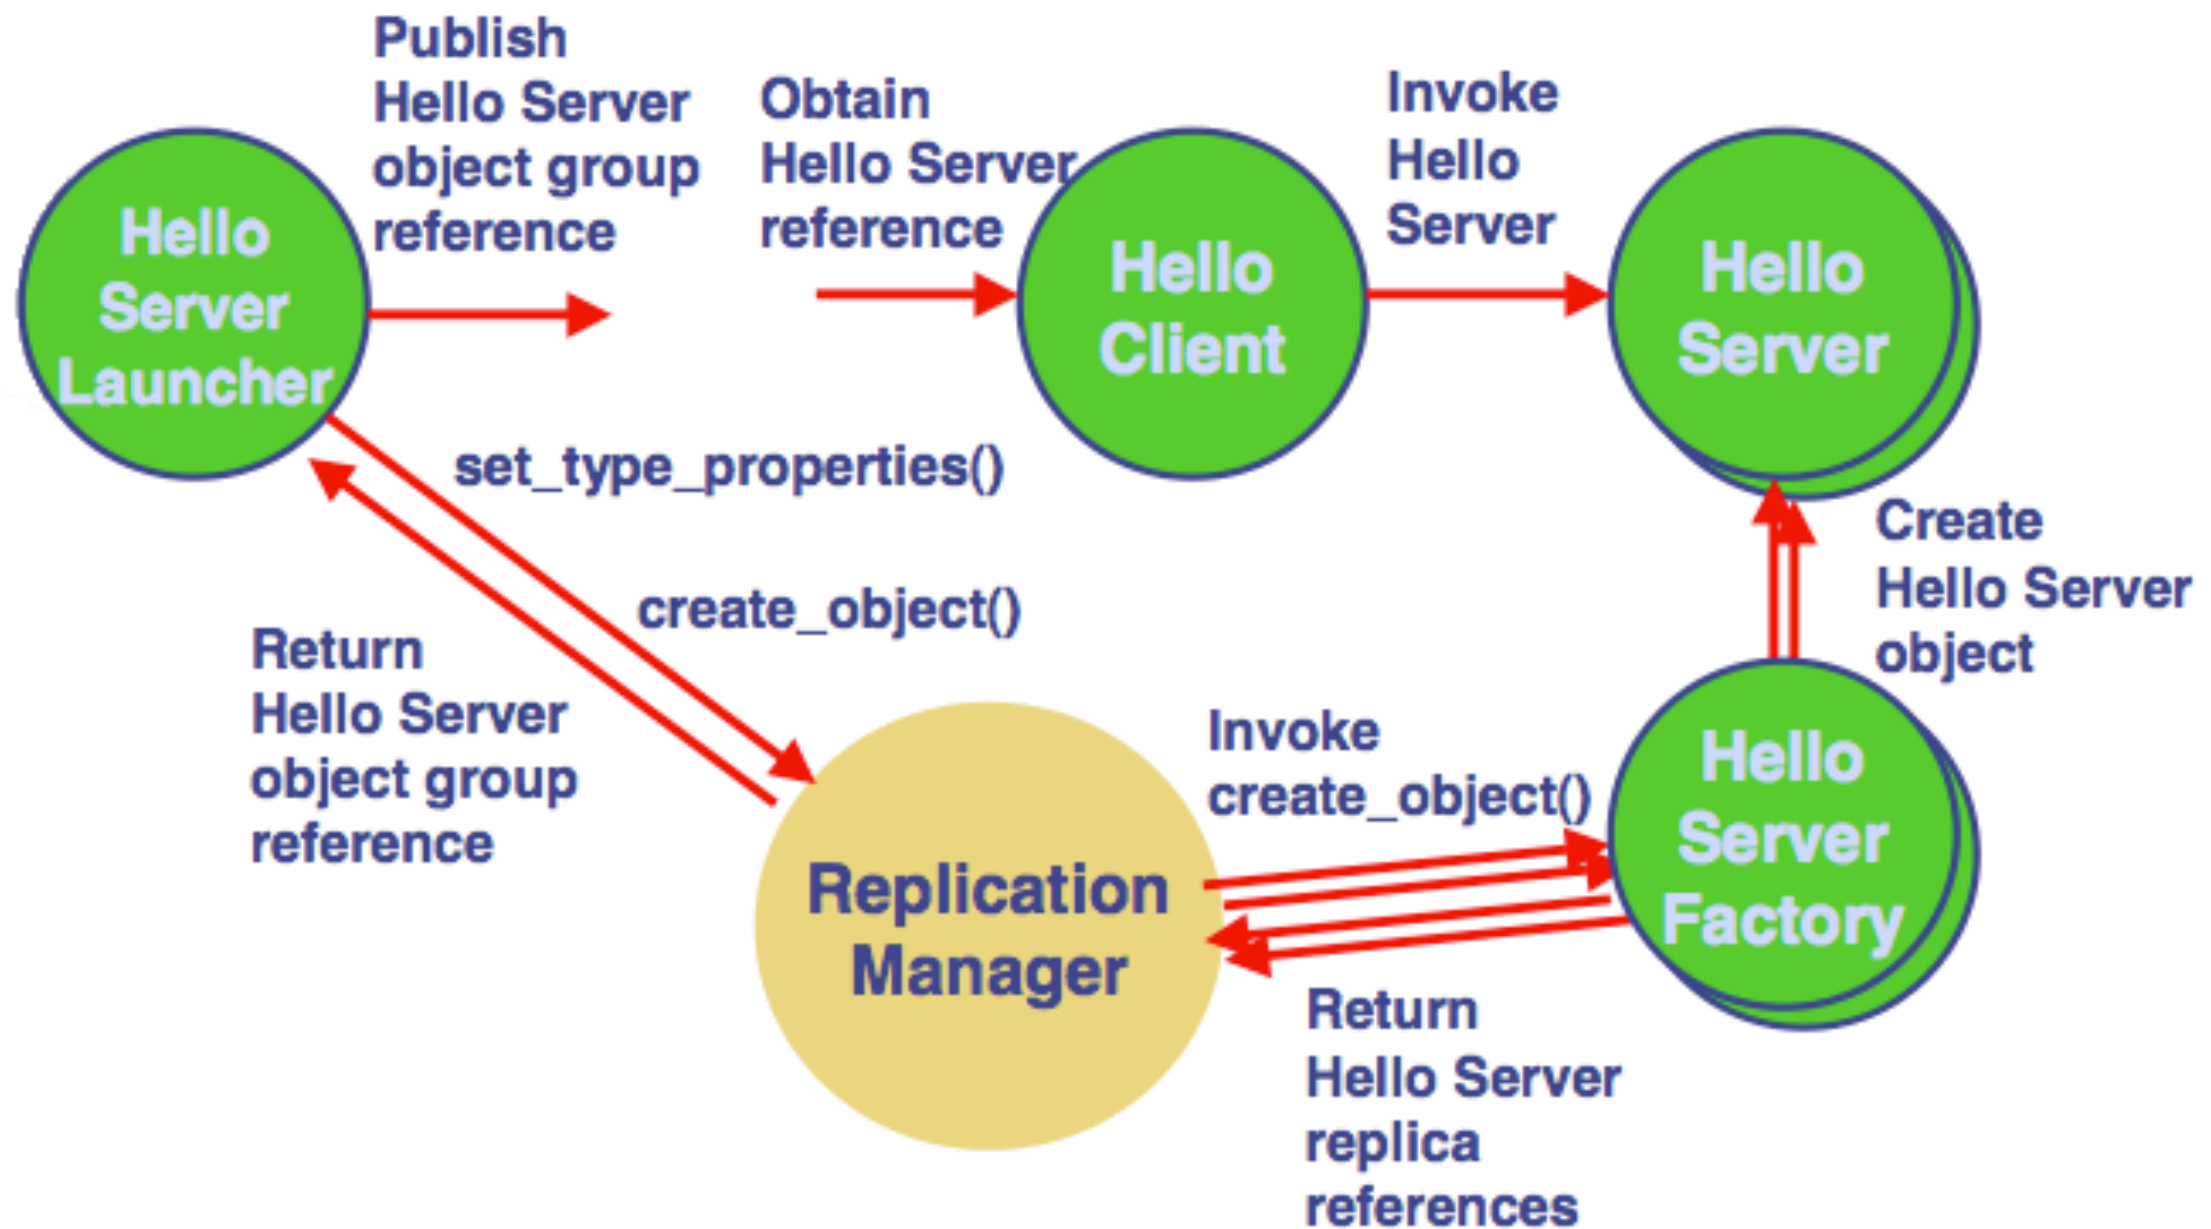 Publish
Hello Server
object group
reference
Obtain
Hello Server
reference
Invoke
Hello
Server
Hello
Server
Launcher
Hello
Client
Hello
Server
set_type_properties()
create_object()
Return
Hello Server
object group
reference
Create
Hello Server
object
Invoke
create_object()
Hello
Server
Factory
Replication
Manager
Return
Hello Server
replica
references